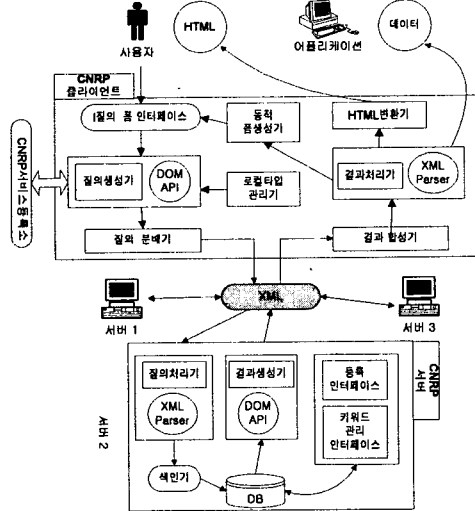 HTML
데이터
사용자
어플리케이션
CNRP
클라이언트
질의 폼 인터페이스
동적
폼생성기
HTML변환기
CNRP서비스등록소
질의생성기
DOM
API
로컬타입
관리기
결과처리기
XML
Parser
질의 분배기
결과 합성기
XML
서버 1
서버 3
CNRP
서버
서버 2
질의처리기
XML
Parser
결과생성기
DOM
API
등록
인터페이스
키워드
관리
인터페이스
색인기
DB